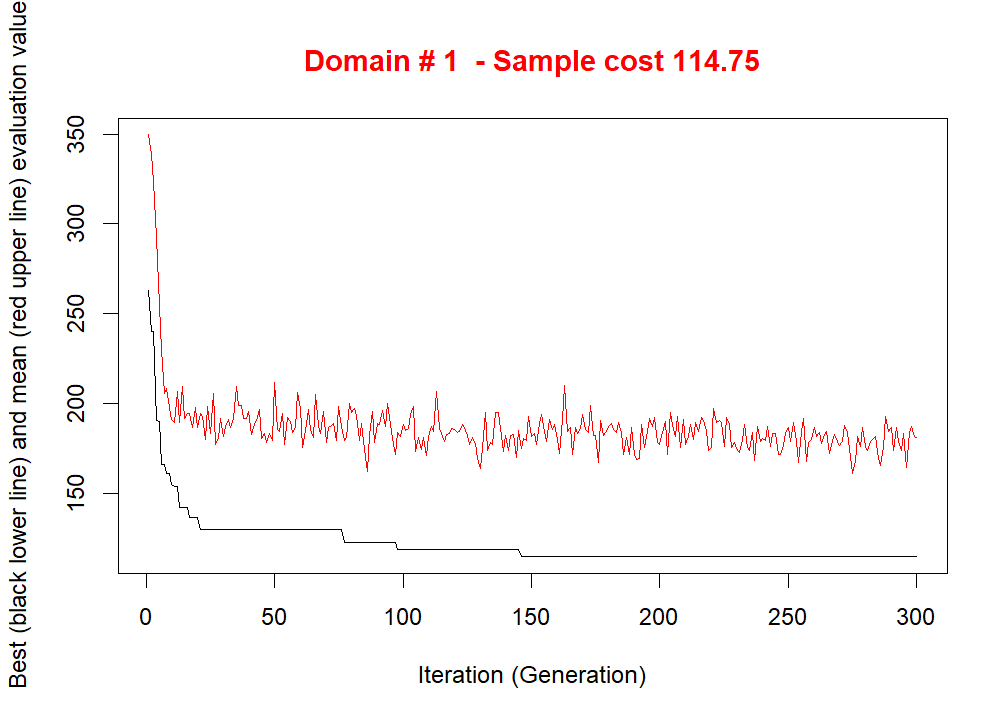 Domain # 1  - Sample cost 114.75
Best (black lower line) and mean (red upper line) evaluation value
350
300
250
200
150
0 50 100 150 200 250 300
Iteration (Generation)